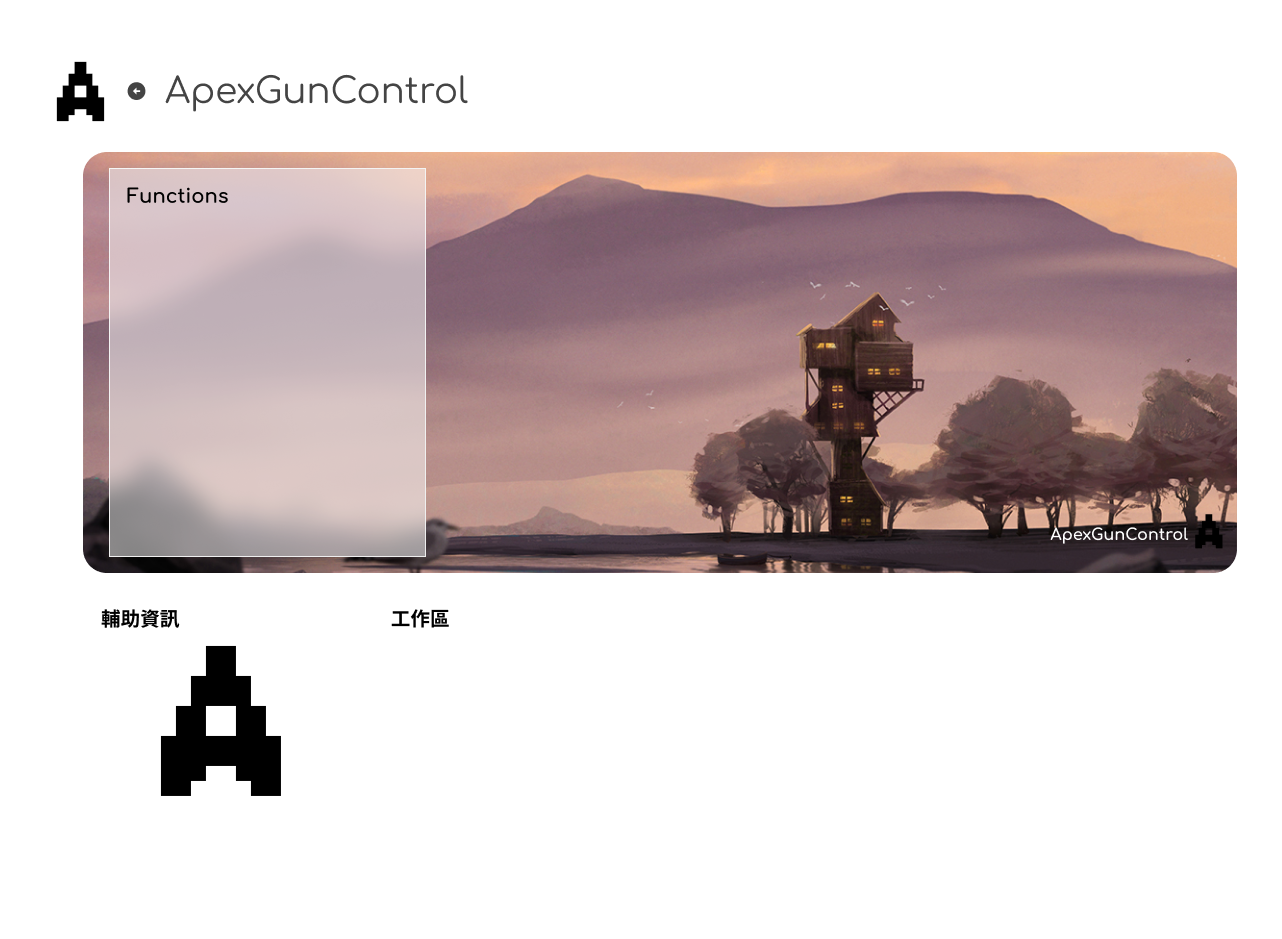 ApexGunControl
Functions
ApexGunControl
輔助資訊
工作區